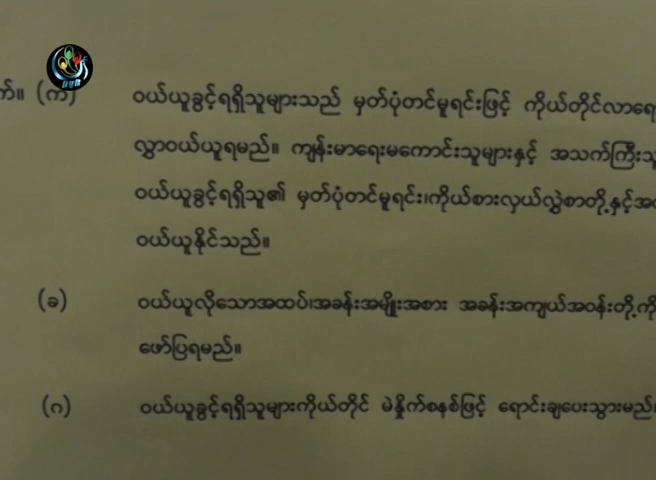 က်။ (က) ဝယ်ယူခွင့်ရရှိသူများသည် မှတ်ပုံတင်မူရင်းဖြင့် ကိုယ်တိုင်လာရော
လွှာဝယ်ယူရမည်။ ကျန်းမာရေးမကောင်းသူများနှင့် အသက်ကြီးသူ
ဝယ်ယူခွင့်ရရှိသူ၏ မှတ်ပုံတင်မူရင်း၊ကိုယ်စားလှယ်လွှဲစာတို့နှင့်အ
ဝယ်ယူနိုင်သည်။
(ခ) ဝယ်ယူလိုသောအထပ်၊အခန်းအမျိုးအစား အခန်းအကျယ်အဝန်းတို့ကို
ဖော်ပြရမည်။
(ဂ) ဝယ်ယူခွင့်ရရှိသူများကိုယ်တိုင် မဲနှိုက်စနစ်ဖြင့် ရောင်းချပေးသွားမည်။